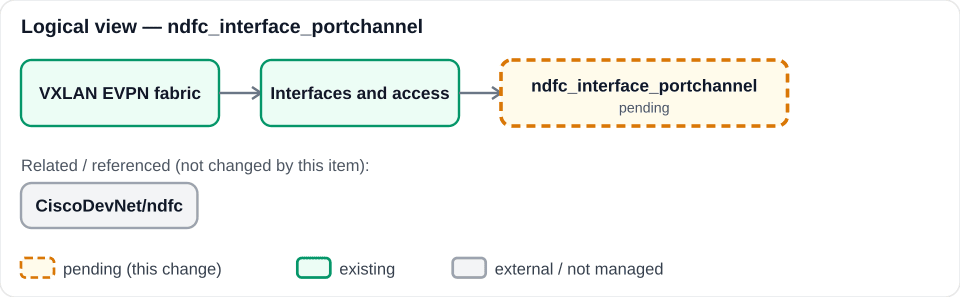 Logical view — ndfc_interface_portchannel
VXLAN EVPN fabric
Interfaces and access
ndfc_interface_portchannel
pending
Related / referenced (not changed by this item):
CiscoDevNet/ndfc
pending (this change)
existing
external / not managed